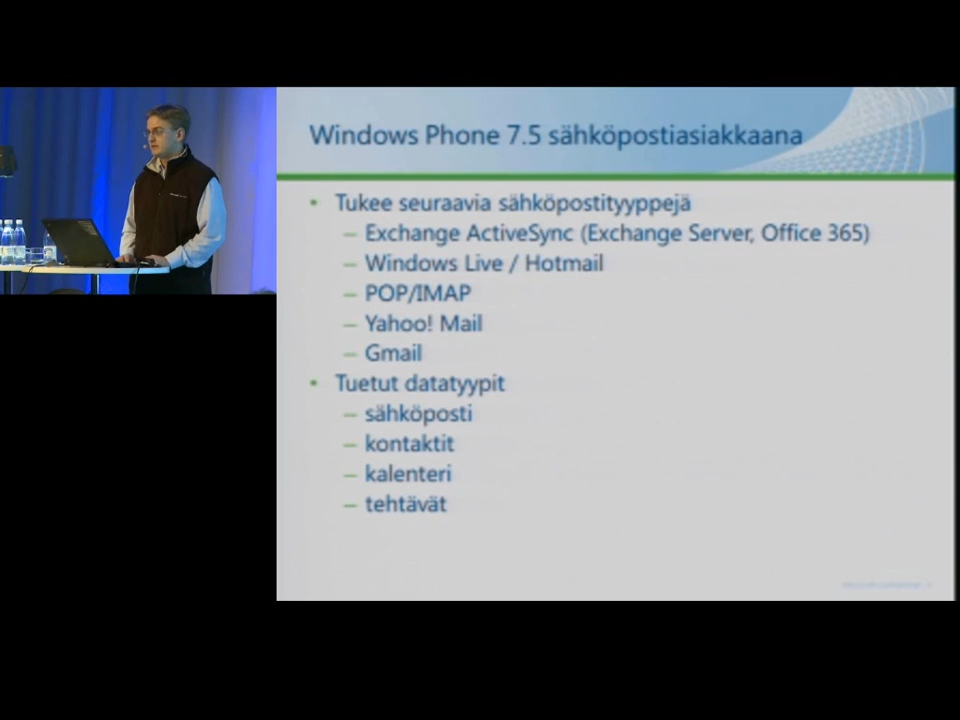 Windows Phone 7.5 sähköpostiasiakkaana
• Tukee seuraavia sähköpostityyppejä
– Exchange ActiveSync (Exchange Server, Office 365)
– Windows Live / Hotmail
– POP/IMAP
– Yahoo! Mail
– Gmail
• Tuetut datatyypit
– sähköposti
– kontaktit
– kalenteri
– tehtävät